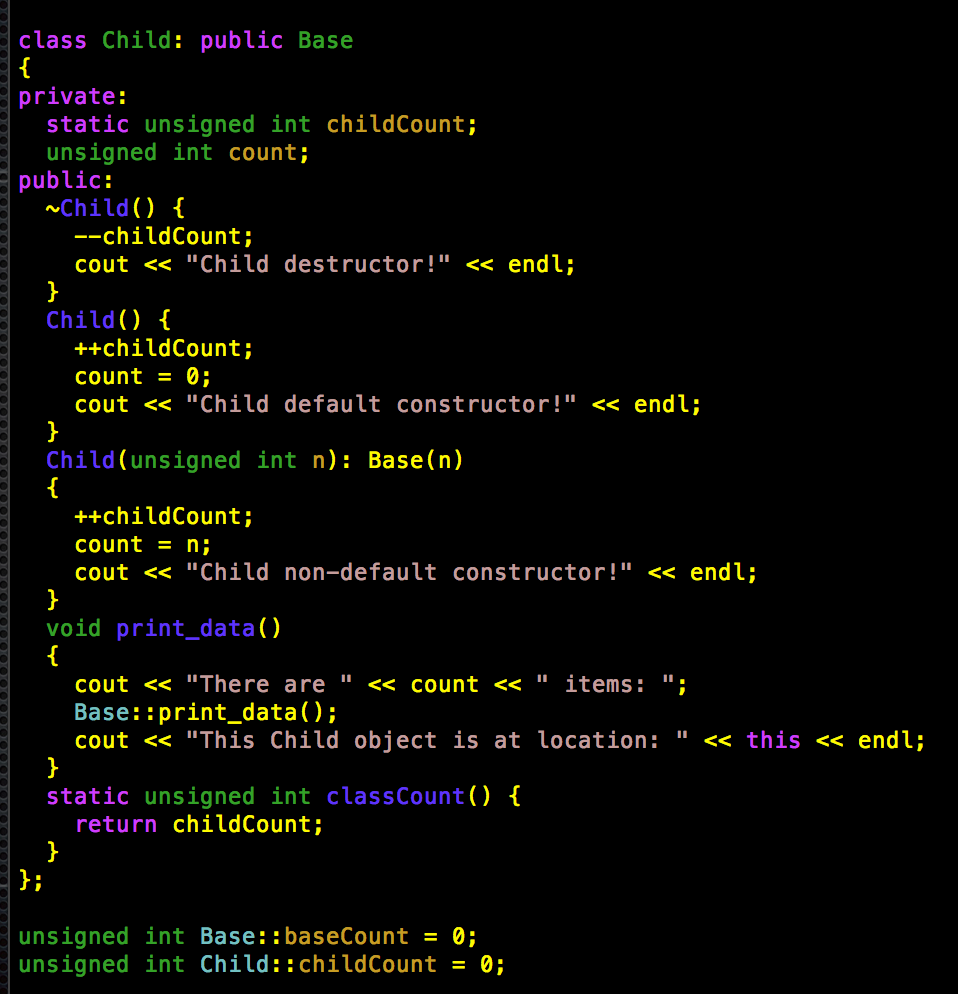 class Child: public Base
{
private:
  static unsigned int childCount;
  unsigned int count;
public:
  ~Child() {
    --childCount;
    cout << "Child destructor!" << endl;
  }
  Child() {
    ++childCount;
    count = 0;
    cout << "Child default constructor!" << endl;
  }
  Child(unsigned int n): Base(n)
  {
    ++childCount;
    count = n;
    cout << "Child non-default constructor!" << endl;
  }
  void print_data()
  {
    cout << "There are " << count << " items: ";
    Base::print_data();
    cout << "This Child object is at location: " << this << endl;
  }
  static unsigned int classCount() {
    return childCount;
  }
};

unsigned int Base::baseCount = 0;
unsigned int Child::childCount = 0;